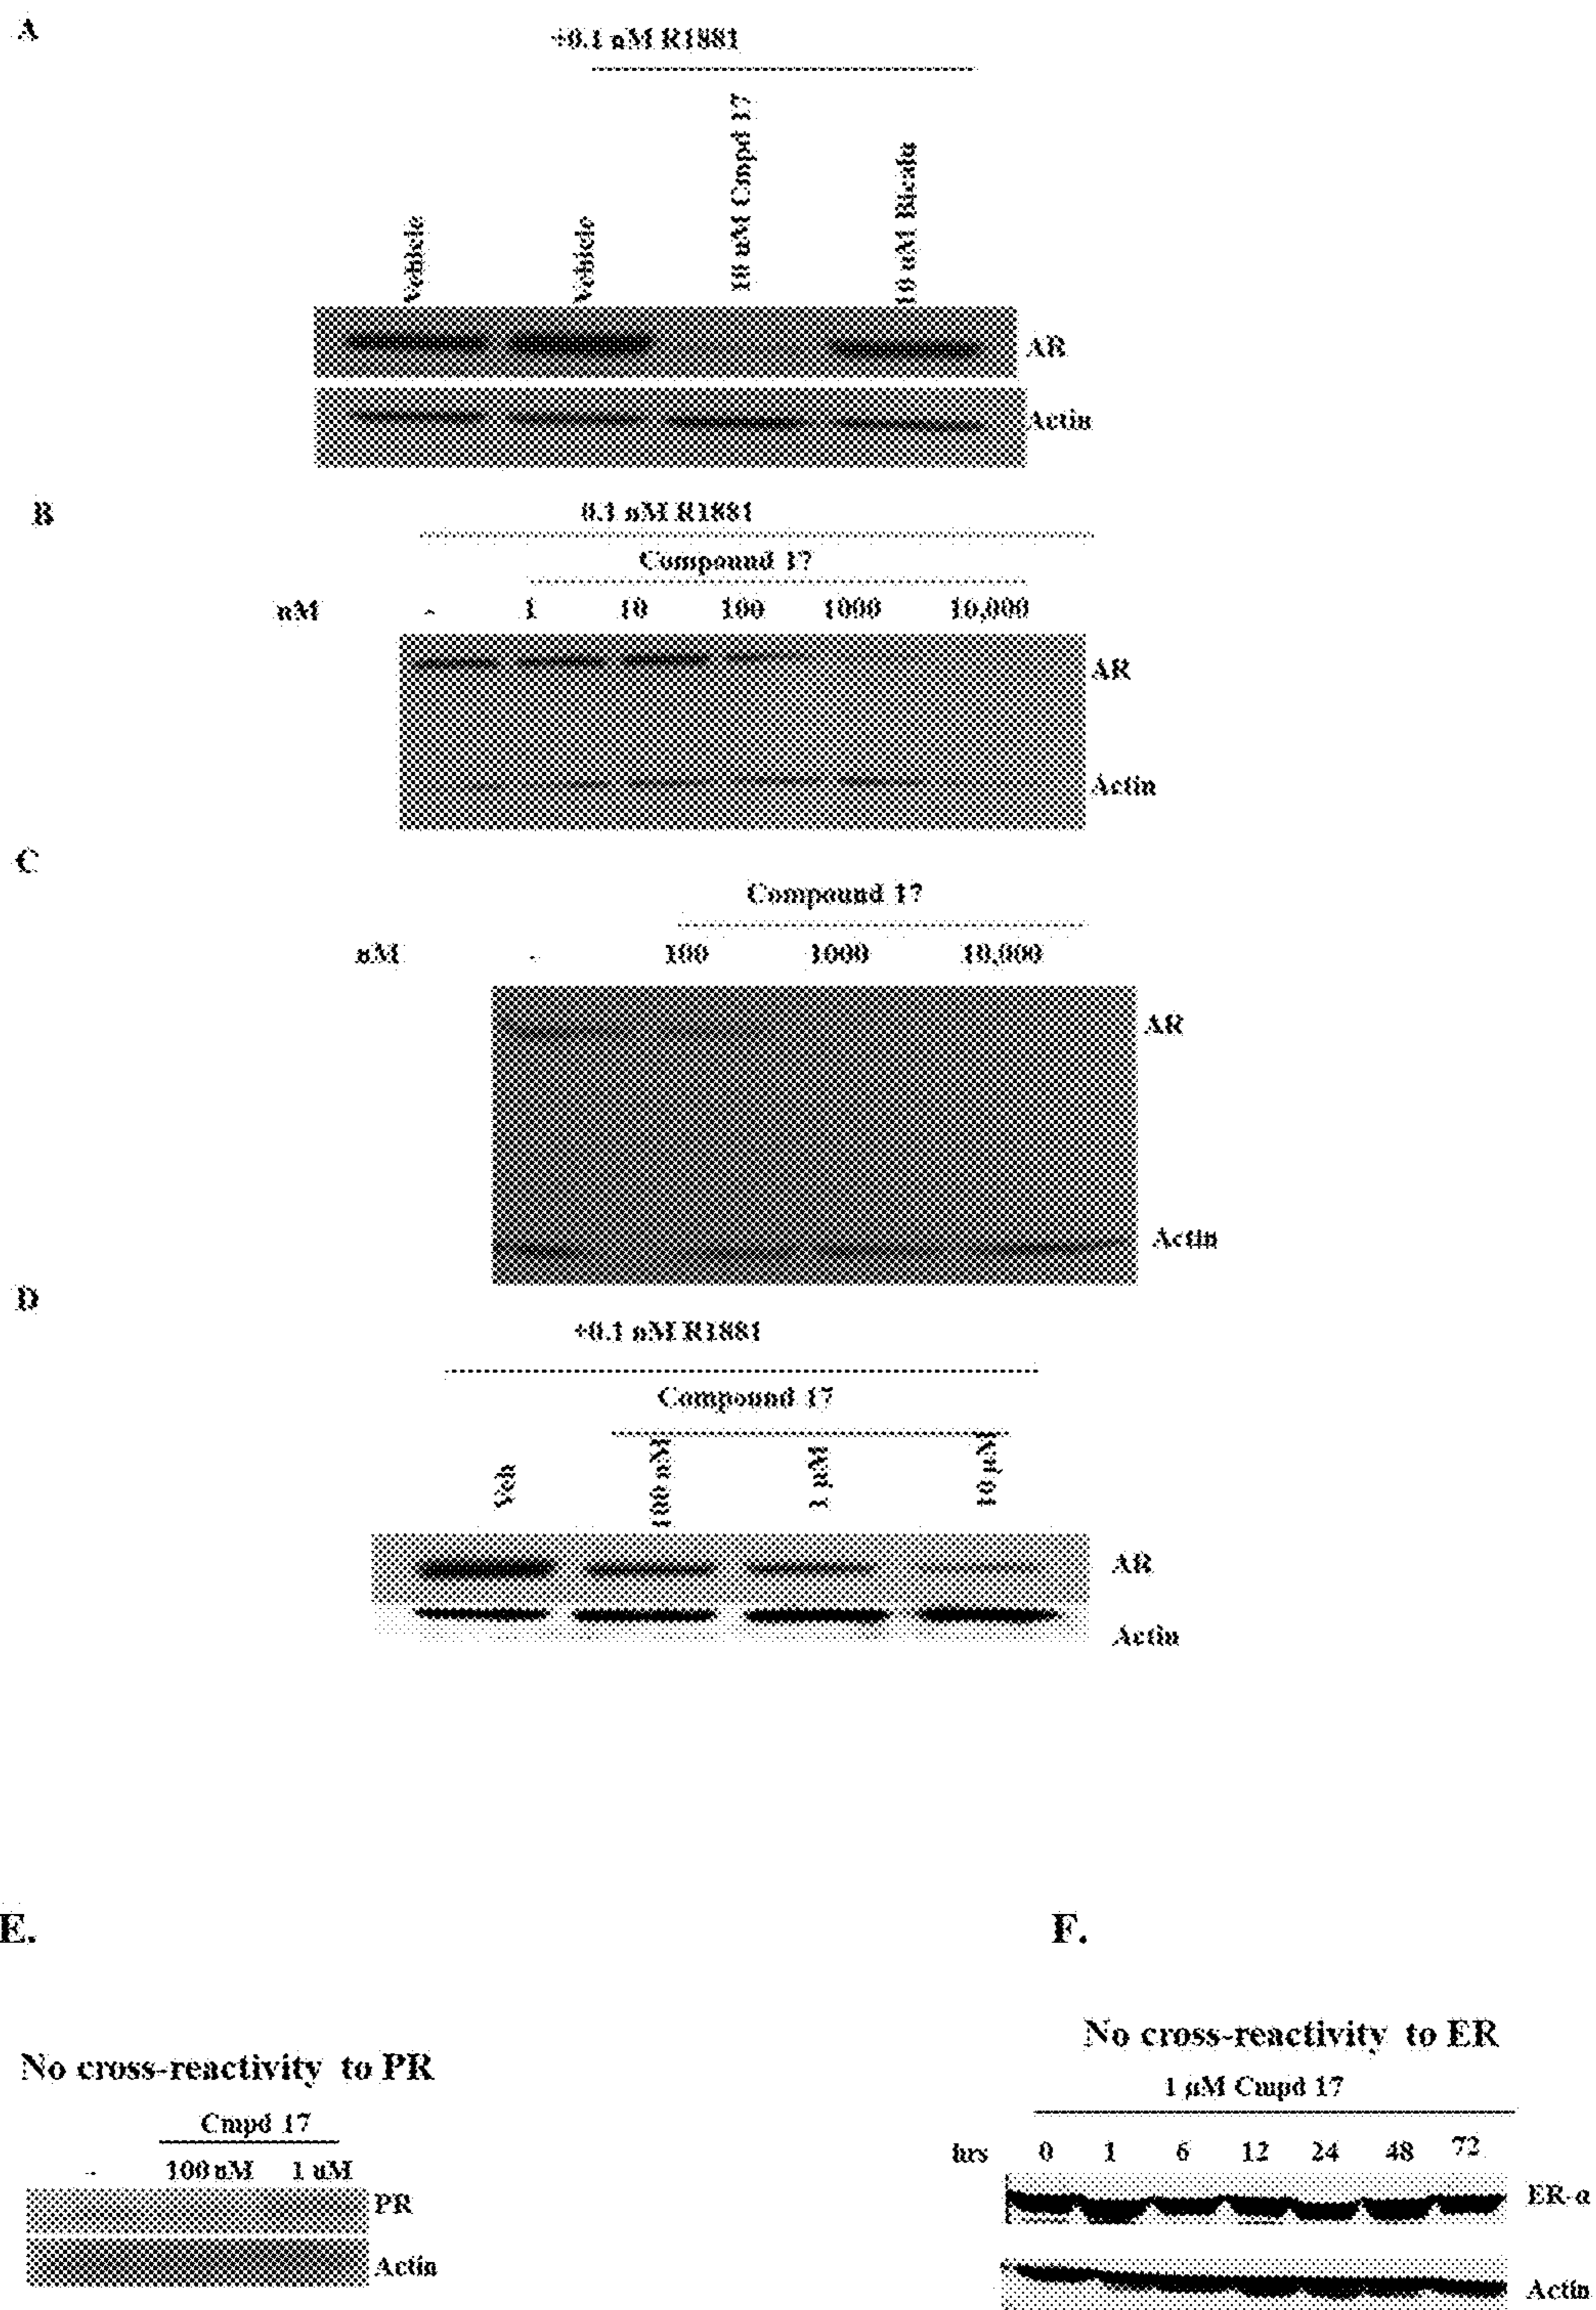 A
+0.1 nM R1881
Vehicle
Vehicle
10 uM Cmpd 17
10 uM Bicalu
AR
Actin
B
0.1 nM R1881
Compound 17
nM - 1 10 100 1000 10,000
AR
Actin
C
Compound 17
nM - 100 1000 10,000
AR
Actin
D
+0.1 nM R1881
Compound 17
Veh
100 nM
1 µM
10 µM
AR
Actin
E.
No cross-reactivity to PR
Cmpd 17
- 100 nM 1 uM
PR
Actin
F.
No cross-reactivity to ER
1 µM Cmpd 17
hrs 0 1 6 12 24 48 72
ER-α
Actin